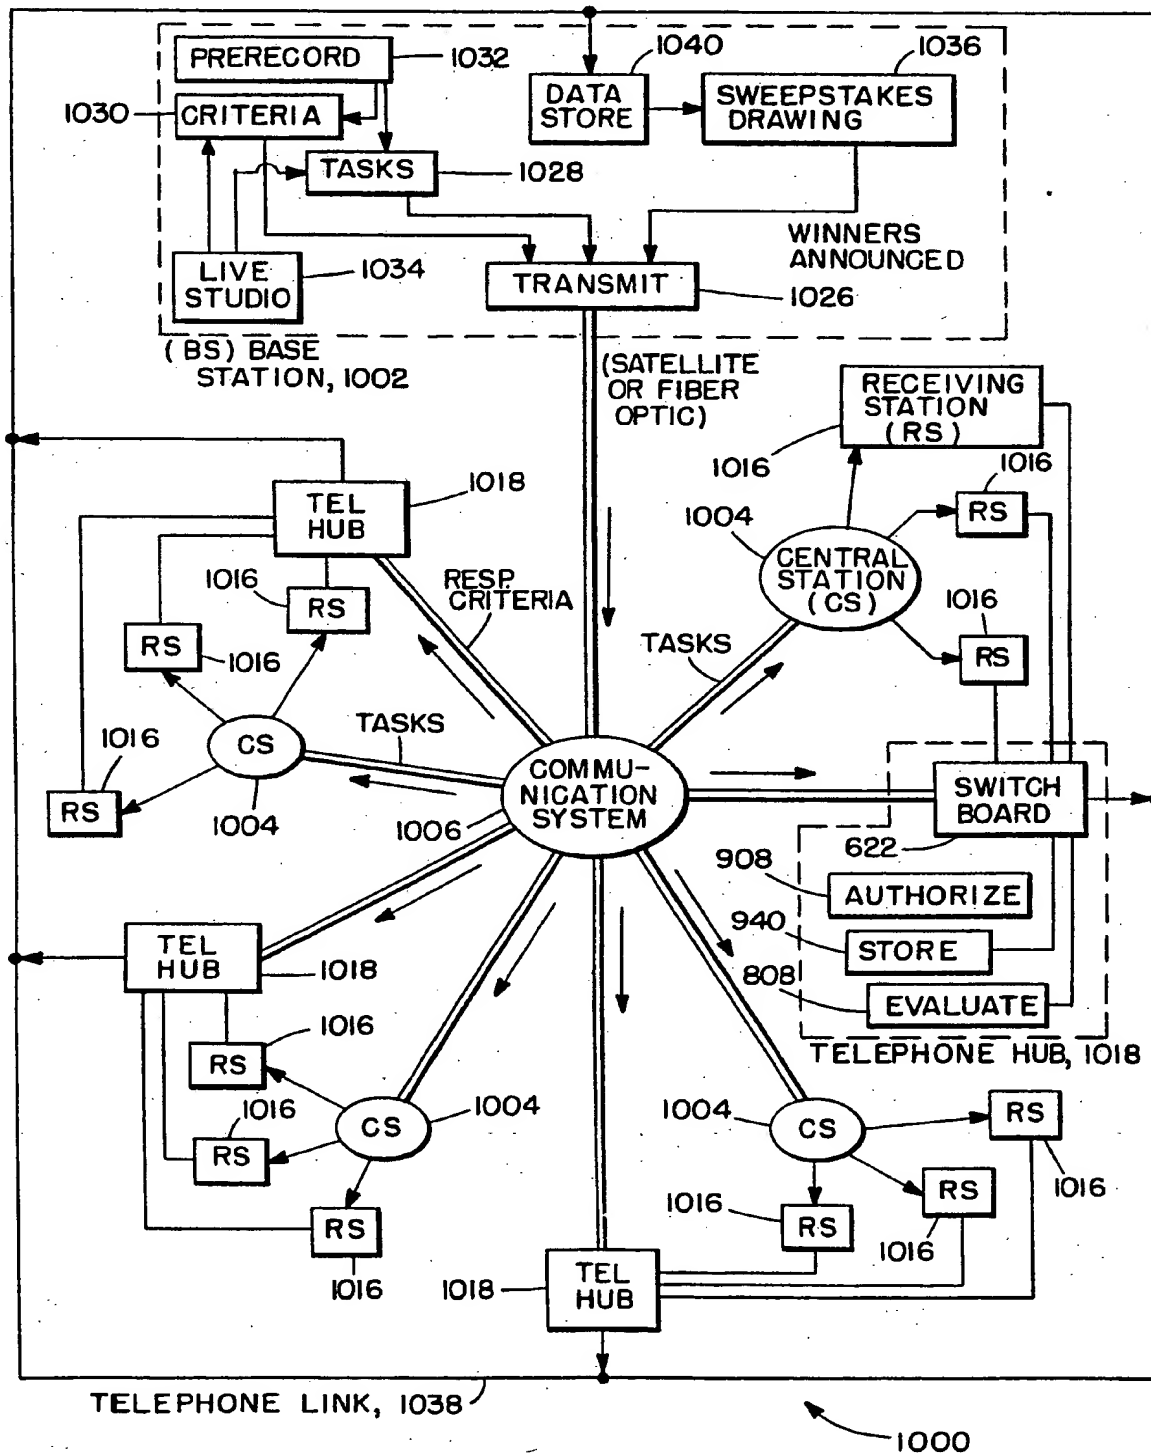 PRERECORD
1032
1040
1036
1030
CRITERIA
DATA
STORE
SWEEPSTAKES
DRAWING
TASKS
1028
WINNERS
ANNOUNCED
LIVE
STUDIO
1034
TRANSMIT
1026
(BS) BASE
STATION, 1002
(SATELLITE
OR FIBER
OPTIC)
RECEIVING
STATION
(RS)
1016
1016
RS
1018
TEL
HUB
1004
CENTRAL
STATION
(CS)
RESP.
CRITERIA
1016
RS
1016
RS
RS
1016
TASKS
TASKS
CS
1004
1016
RS
COMMU-
NICATION
SYSTEM
1006
SWITCH
BOARD
622
908
AUTHORIZE
940
STORE
808
EVALUATE
TELEPHONE HUB, 1018
TEL
HUB
1018
1016
RS
1016
RS
CS
1004
RS
1016
1004
CS
RS
1016
RS
1016
1016
RS
1018
TEL
HUB
TELEPHONE LINK, 1038
1000